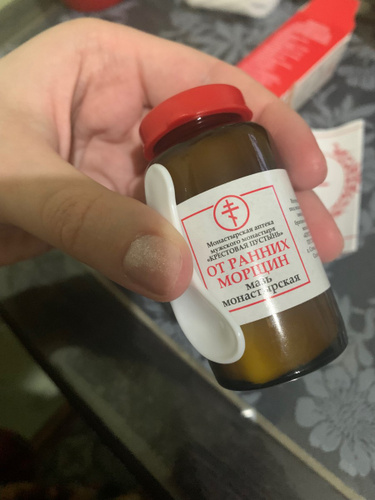 Монастырская аптека
мужского монастыря
«КРЕСТОВАЯ ПУСТЫНЬ»
ОТ РАННИХ
МОРЩИН
мазь
монастырская